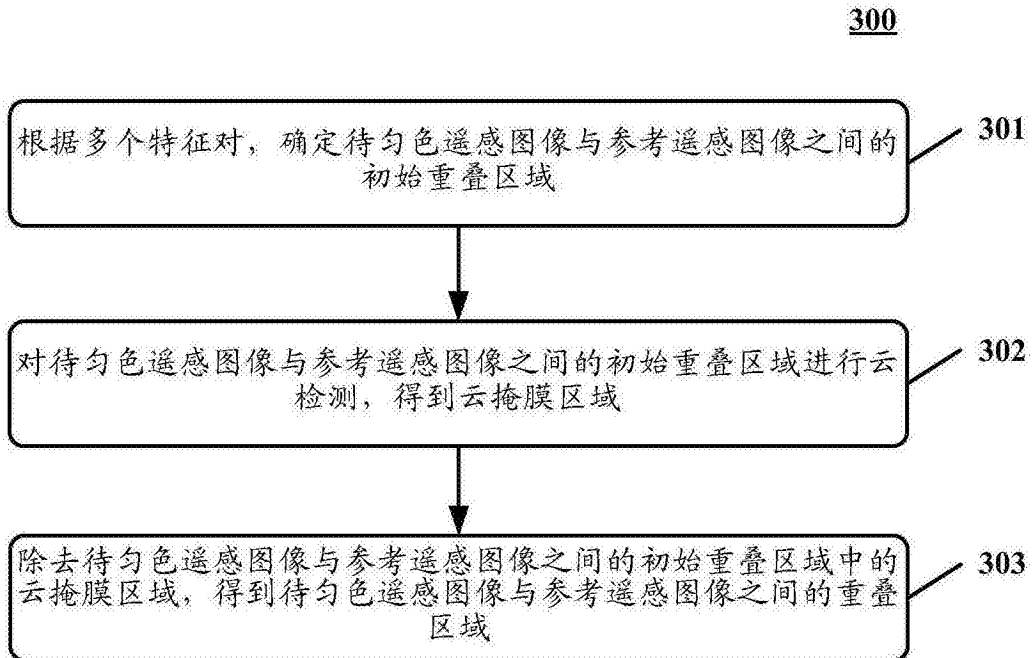 300
根据多个特征对，确定待匀色遥感图像与参考遥感图像之间的
初始重叠区域
301
对待匀色遥感图像与参考遥感图像之间的初始重叠区域进行云
检测，得到云掩膜区域
302
除去待匀色遥感图像与参考遥感图像之间的初始重叠区域中的
云掩膜区域，得到待匀色遥感图像与参考遥感图像之间的重叠
区域
303